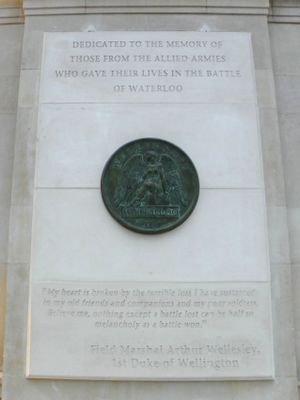 DEDICATED TO THE MEMORY OF
THOSE FROM THE ALLIED ARMIES
WHO GAVE THEIR LIVES IN THE BATTLE
OF WATERLOO
"My heart is broken by the terrible loss I have sustained
in my old friends and companions and my poor soldiers.
Believe me, nothing except a battle lost can be half so
melancholy as a battle won."
Field Marshal Arthur Wellesley,
1st Duke of Wellington